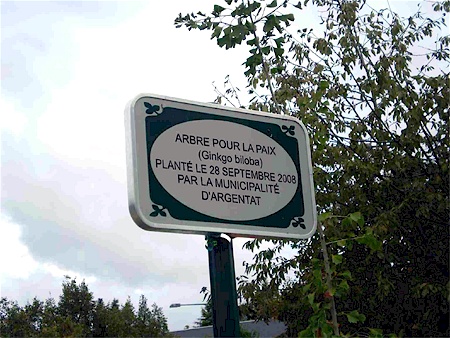 ARBRE POUR LA PAIX
(Ginkgo biloba)
PLANTÉ LE 28 SEPTEMBRE 2008
PAR LA MUNICIPALITÉ
D'ARGENTAT